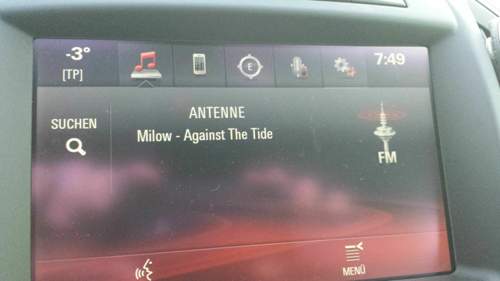 -3°
[TP]
E
7:49
ANTENNE
SUCHEN
Milow - Against The Tide
FM
MENÜ